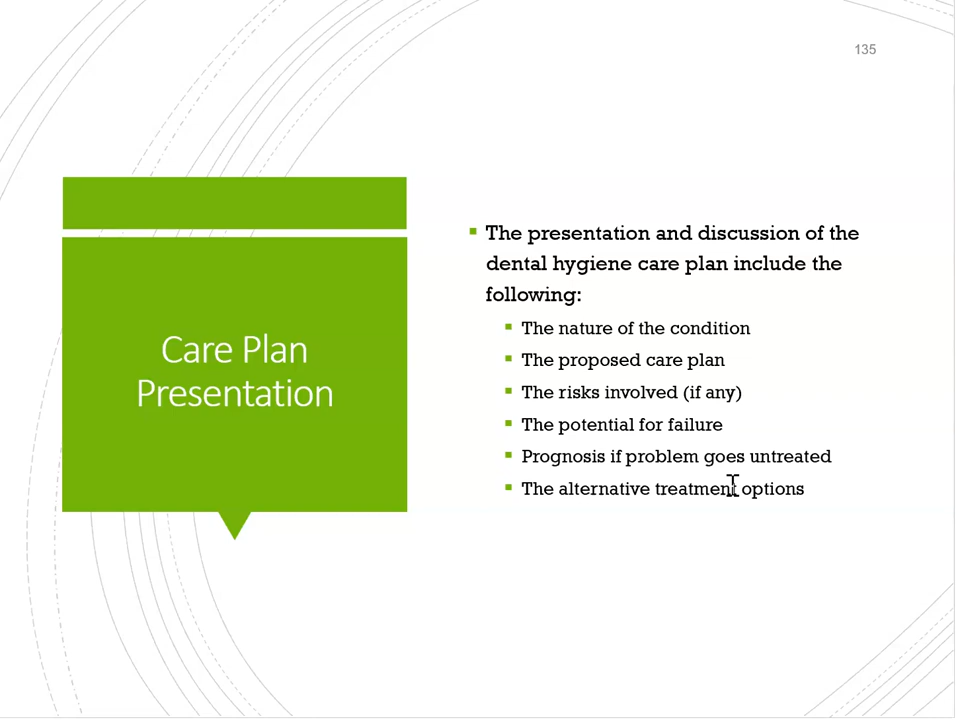 135
Care Plan
Presentation
The presentation and discussion of the
dental hygiene care plan include the
following:
The nature of the condition
The proposed care plan
The risks involved (if any)
The potential for failure
Prognosis if problem goes untreated
The alternative treatment options